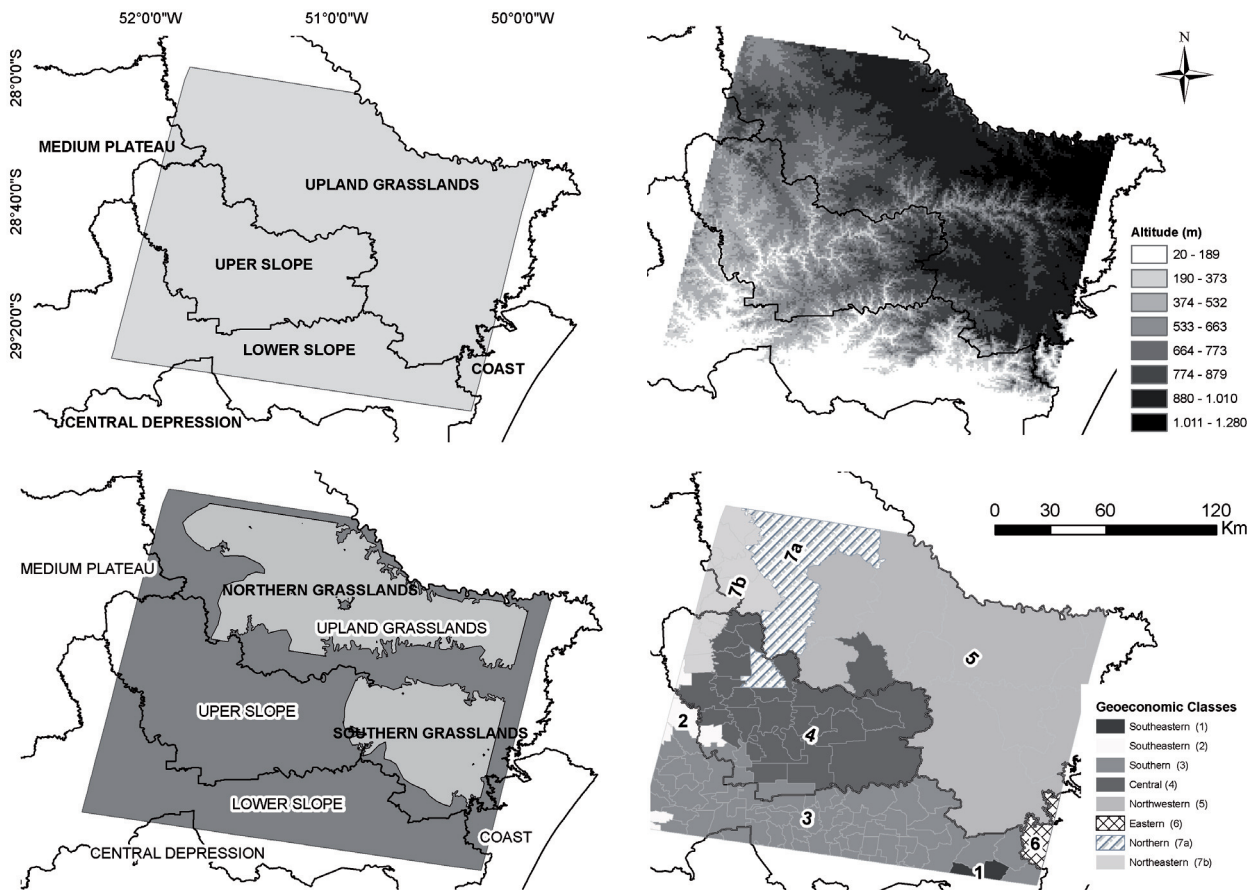 52°0'0"W 51°0'0"W 50°0'0"W
28°0'0"S
28°40'0"S
29°20'0"S
MEDIUM PLATEAU
UPLAND GRASSLANDS
UPER SLOPE
LOWER SLOPE
COAST
CENTRAL DEPRESSION
N
Altitude (m)
20 - 189
190 - 373
374 - 532
533 - 663
664 - 773
774 - 879
880 - 1.010
1.011 - 1.280
MEDIUM PLATEAU
NORTHERN GRASSLANDS
UPLAND GRASSLANDS
UPER SLOPE
SOUTHERN GRASSLANDS
LOWER SLOPE
COAST
CENTRAL DEPRESSION
0 30 60 120
Km
7a
7b
5
2
4
3
6
1
Geoeconomic Classes
Southeastern (1)
Southeastern (2)
Southern (3)
Central (4)
Northwestern (5)
Eastern (6)
Northern (7a)
Northeastern (7b)